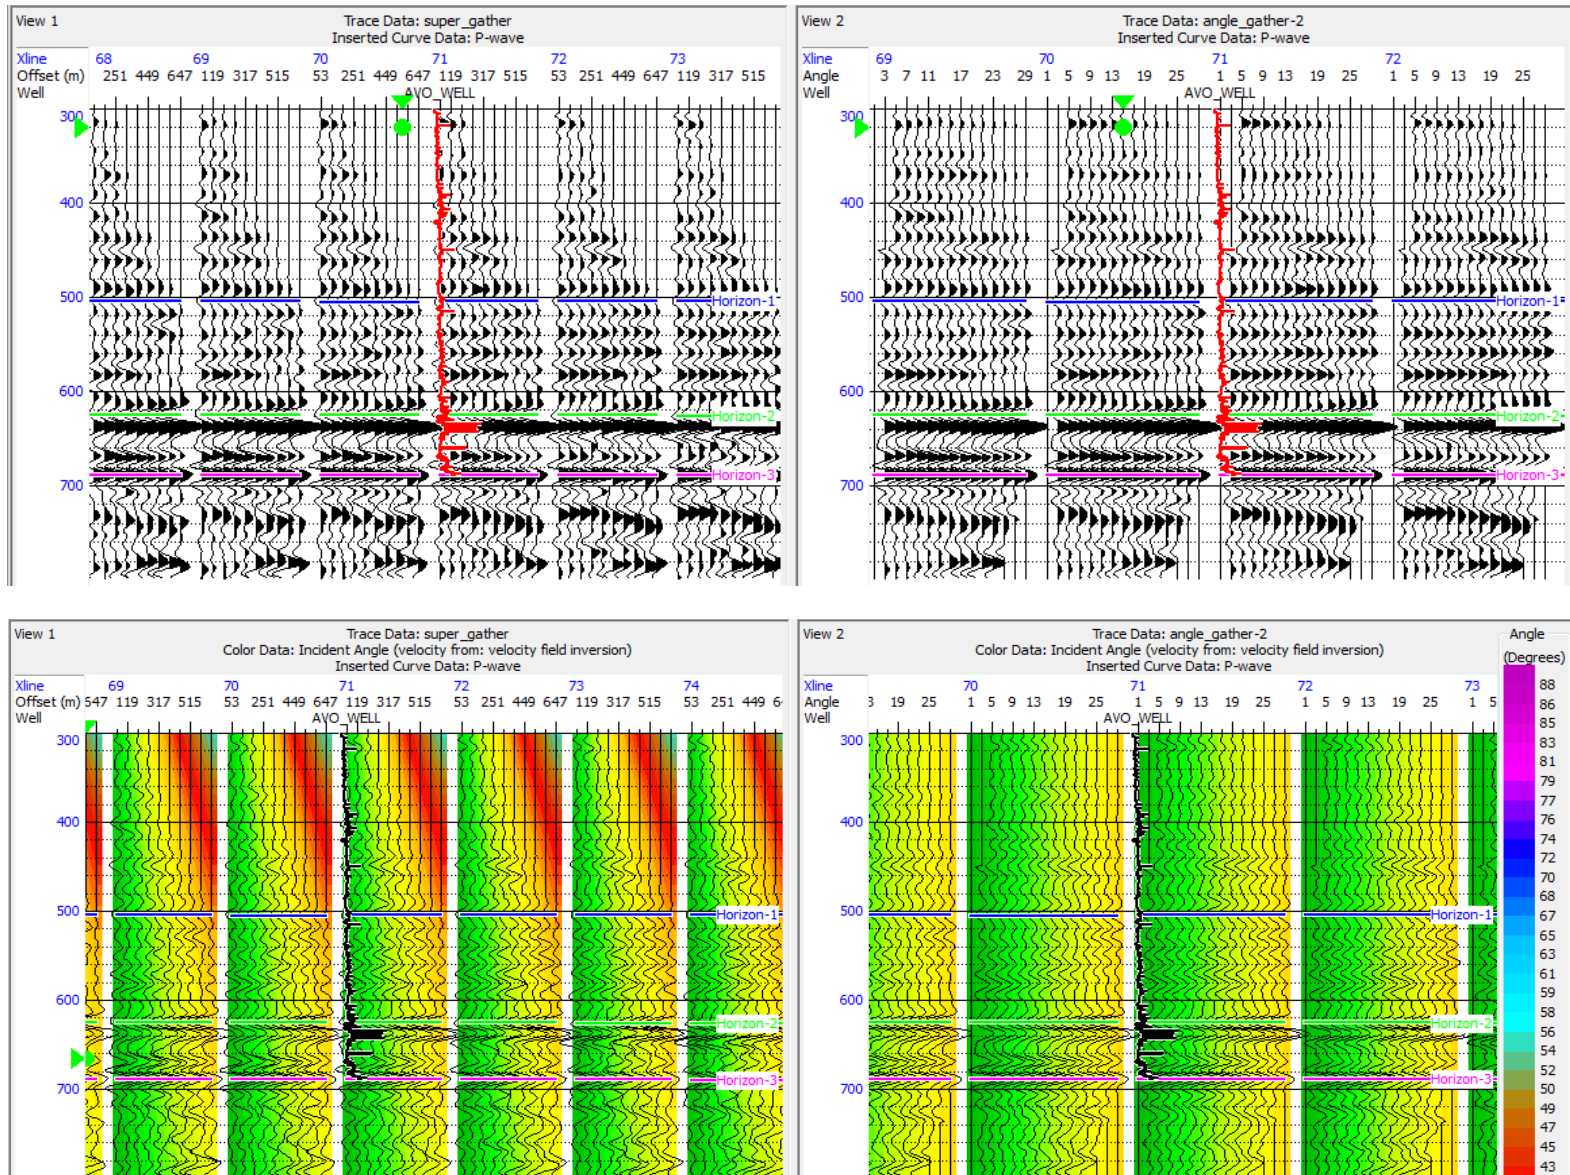 View 1
Trace Data: super_gather
Inserted Curve Data: P-wave
Xline 68 69 70 71 72 73
Offset (m) 251 449 647 119 317 515 53 251 449 647 119 317 515 53 251 449 647 119 317 515
Well AVO_WELL
300
400
500
Horizon-1
600
Horizon-2
Horizon-3
700
View 2
Trace Data: angle_gather-2
Inserted Curve Data: P-wave
Xline 69 70 71 72
Angle 3 7 11 17 23 29 1 5 9 13 19 25 1 5 9 13 19 25 1 5 9 13 19 25
Well AVO_WELL
300
400
500
Horizon-1
600
Horizon-2
Horizon-3
700
View 1
Trace Data: super_gather
Color Data: Incident Angle (velocity from: velocity field inversion)
Inserted Curve Data: P-wave
Xline 69 70 71 72 73 74
Offset (m) 119 317 515 53 251 449 647 119 317 515 53 251 449 647 119 317 515 53 251 449
Well AVO_WELL
300
400
500
Horizon-1
600
Horizon-2
Horizon-3
700
View 2
Trace Data: angle_gather-2
Color Data: Incident Angle (velocity from: velocity field inversion)
Inserted Curve Data: P-wave
Xline 70 71 72 73
Angle 19 25 1 5 9 13 19 25 1 5 9 13 19 25 1 5 9 13 19 25 1 5
Well AVO_WELL
300
400
500
Horizon-1
600
Horizon-2
Horizon-3
700
Angle
(Degrees)
88
86
85
83
81
79
77
76
74
72
70
68
67
65
63
61
59
58
56
54
52
50
49
47
45
43